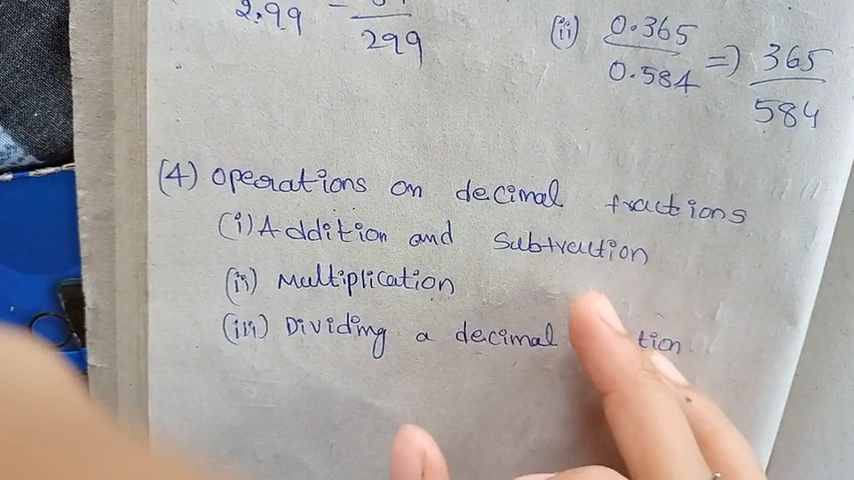 2.99 = 299
(ii) 0.365 / 0.584 => 365 / 584
(4) Operations on decimal fractions
(i) Addition and Subtraction
(ii) Multiplication
(iii) Dividing a decimal tion